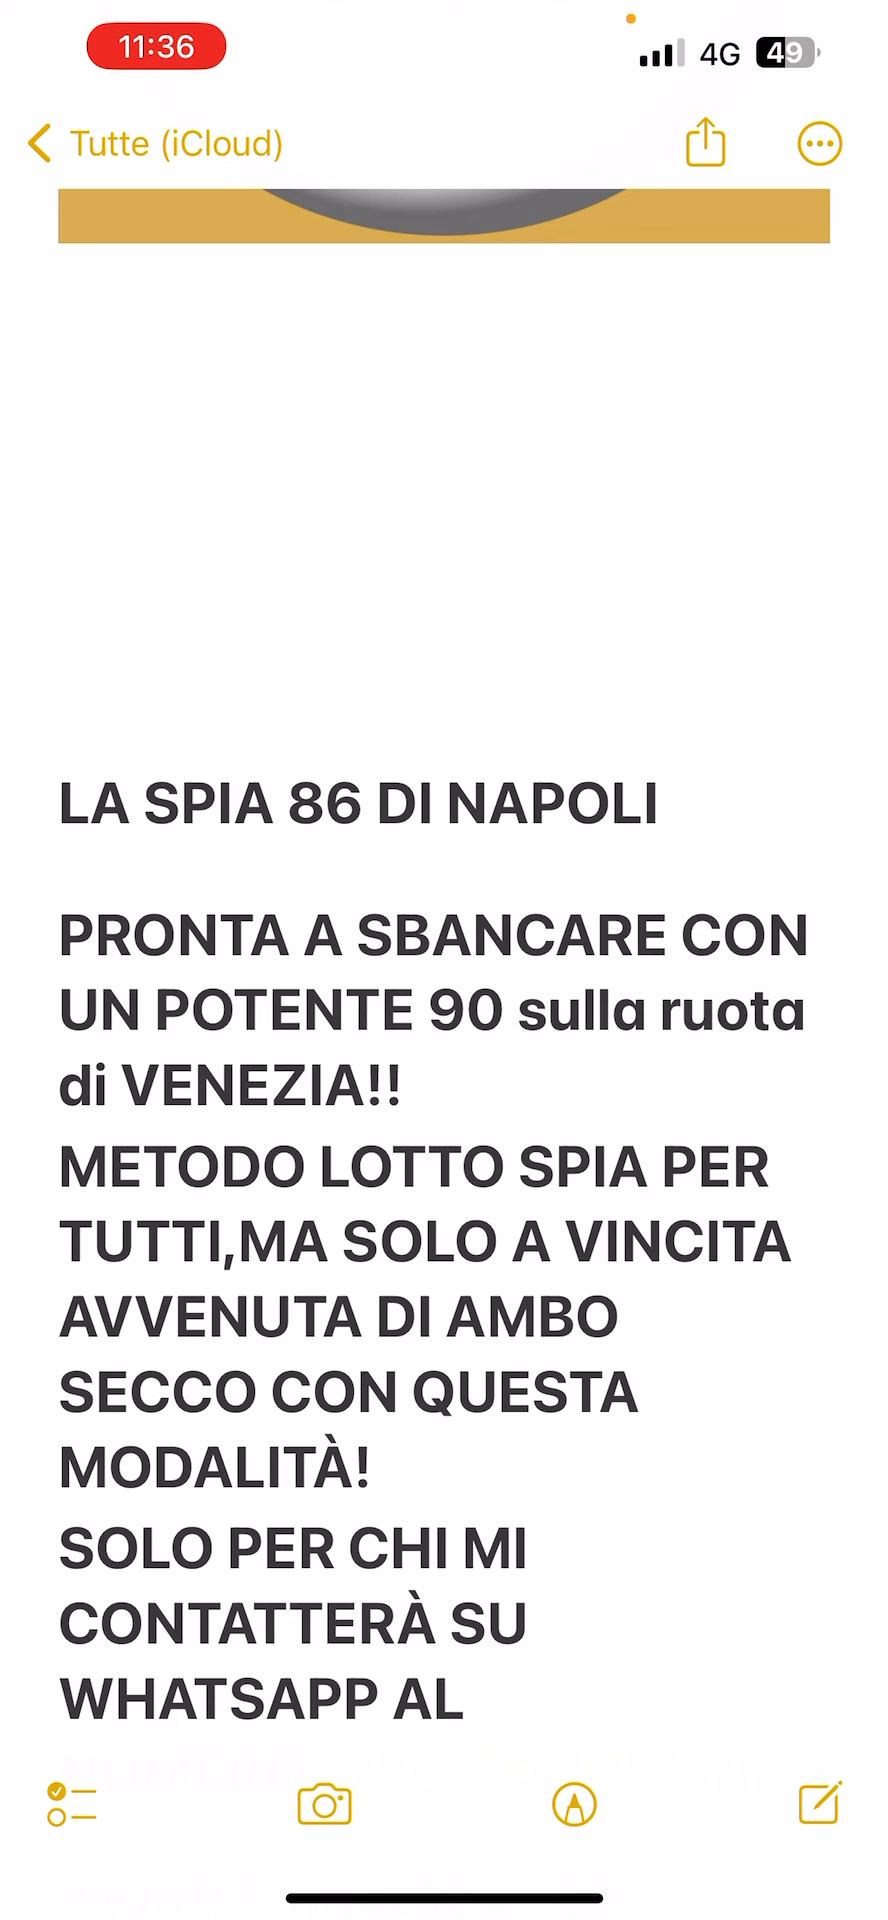 11:36
4G
49
Tutte (iCloud)
LA SPIA 86 DI NAPOLI
PRONTA A SBANCARE CON
UN POTENTE 90 sulla ruota
di VENEZIA!!
METODO LOTTO SPIA PER
TUTTI,MA SOLO A VINCITA
AVVENUTA DI AMBO
SECCO CON QUESTA
MODALITÀ!
SOLO PER CHI MI
CONTATTERÀ SU
WHATSAPP AL